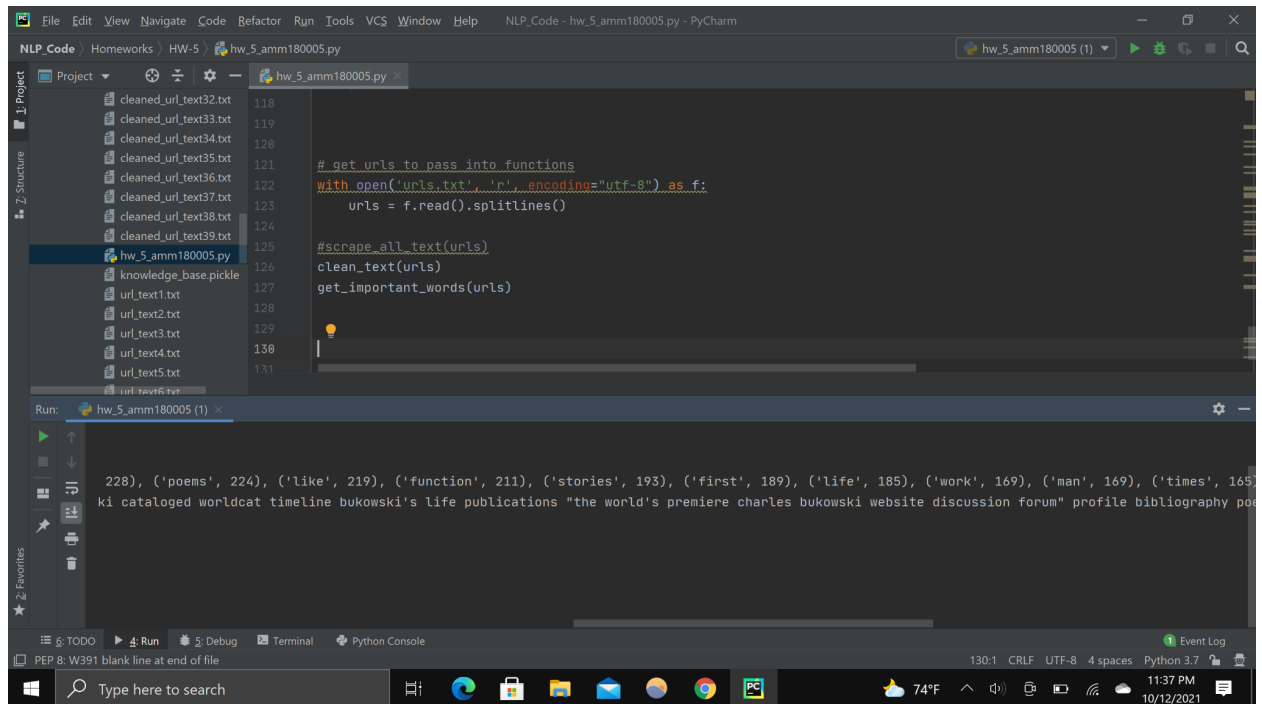 File Edit View Navigate Code Refactor Run Tools VCS Window Help NLP_Code - hw_5_amm180005.py - PyCharm
NLP_Code Homeworks HW-5 hw_5_amm180005.py hw_5_amm180005 (1)
1: Project
Z: Structure
2: Favorites
Project
hw_5_amm180005.py
cleaned_url_text32.txt
cleaned_url_text33.txt
cleaned_url_text34.txt
cleaned_url_text35.txt
cleaned_url_text36.txt
cleaned_url_text37.txt
cleaned_url_text38.txt
cleaned_url_text39.txt
hw_5_amm180005.py
knowledge_base.pickle
url_text1.txt
url_text2.txt
url_text3.txt
url_text4.txt
url_text5.txt
url_text6.txt
118
119
120
121 # get urls to pass into functions
122 with open('urls.txt', 'r', encoding="utf-8") as f:
123 urls = f.read().splitlines()
124
125 #scrape_all_text(urls)
126 clean_text(urls)
127 get_important_words(urls)
128
129
130
131
Run: hw_5_amm180005 (1)
228), ('poems', 224), ('like', 219), ('function', 211), ('stories', 193), ('first', 189), ('life', 185), ('work', 169), ('man', 169), ('times', 165)
ki cataloged worldcat timeline bukowski's life publications "the world's premiere charles bukowski website discussion forum" profile bibliography poe
6: TODO 4: Run 5: Debug Terminal Python Console 1 Event Log
PEP 8: W391 blank line at end of file 130:1 CRLF UTF-8 4 spaces Python 3.7
Type here to search PC 74°F 11:37 PM
10/12/2021